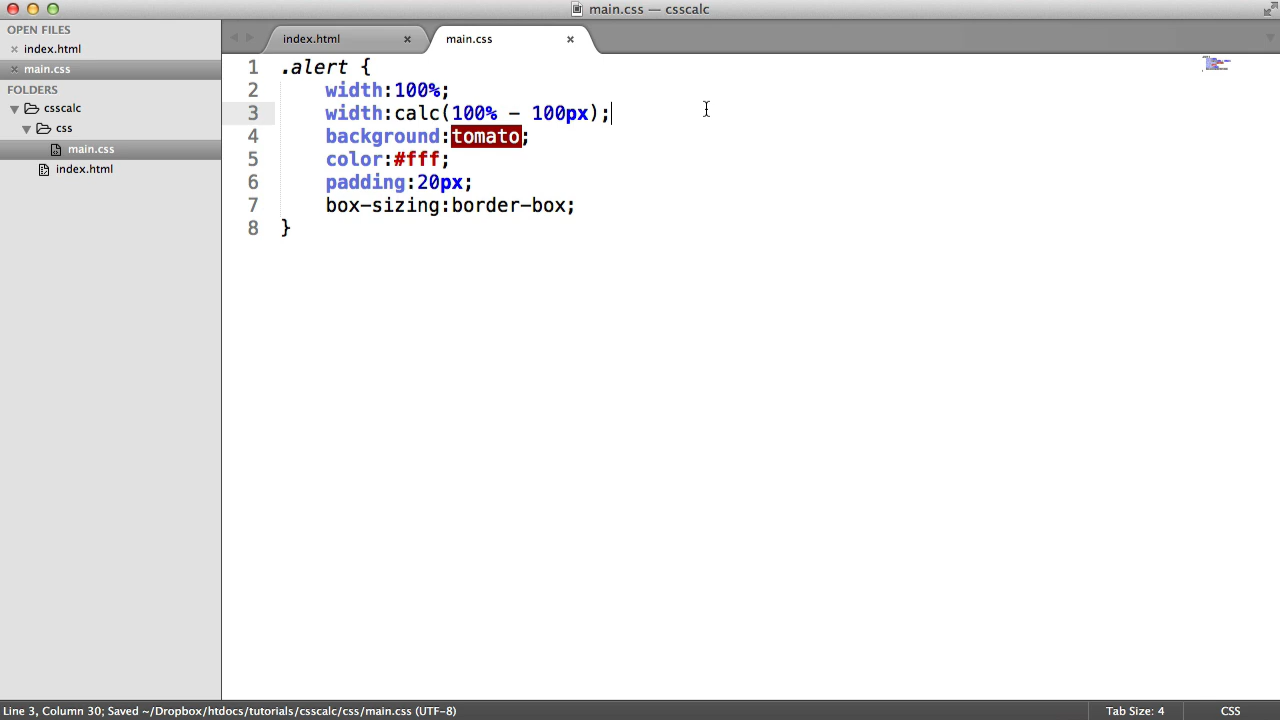 main.css — csscalc
OPEN FILES
index.html
main.css
FOLDERS
csscalc
css
main.css
index.html
index.html
main.css
1 .alert {
2 width:100%;
3 width:calc(100% - 100px);
4 background:tomato;
5 color:#fff;
6 padding:20px;
7 box-sizing:border-box;
8 }
Line 3, Column 30; Saved ~/Dropbox/htdocs/tutorials/csscalc/css/main.css (UTF-8)
Tab Size: 4
CSS